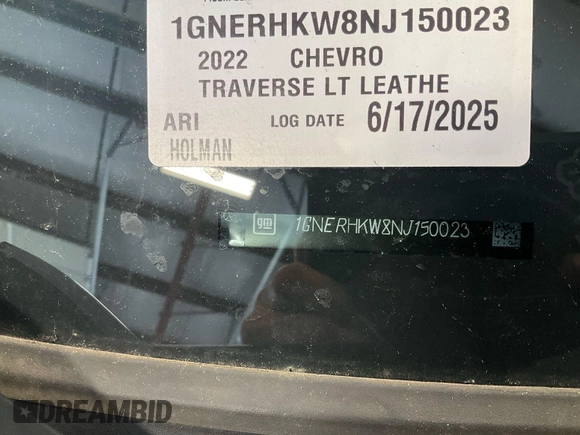 1GNERHKW8NJ150023
2022 CHEVRO
TRAVERSE LT LEATHE
ARI LOG DATE 6/17/2025
HOLMAN
gm 1GNERHKW8NJ150023
DREAMBID